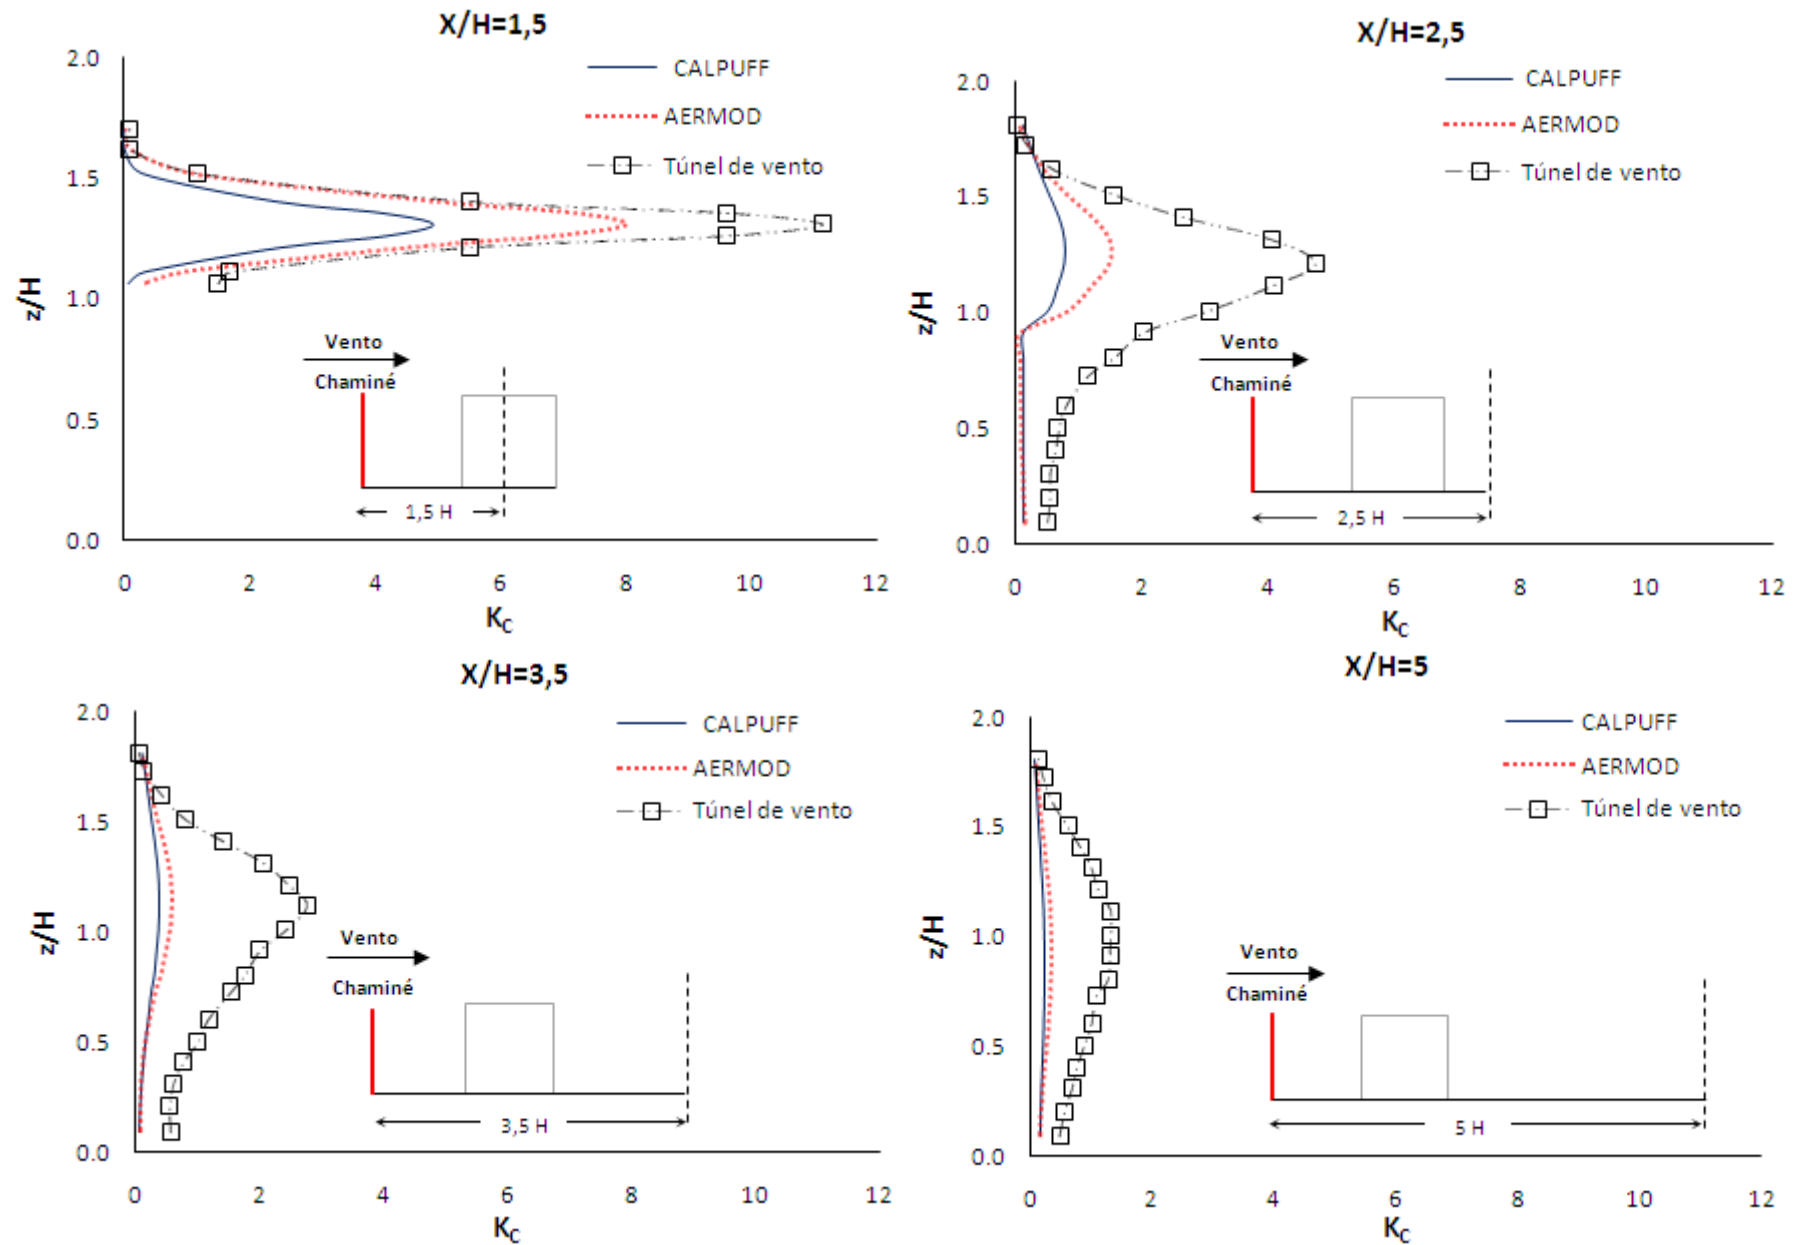 X/H=1,5
CALPUFF
AERMOD
Túnel de vento
2.0
1.5
1.0
0.5
0.0
z/H
Vento
Chaminé
1,5 H
0 2 4 6 8 10 12
K_C
X/H=2,5
CALPUFF
AERMOD
Túnel de vento
2.0
1.5
1.0
0.5
0.0
z/H
Vento
Chaminé
2,5 H
0 2 4 6 8 10 12
K_C
X/H=3,5
CALPUFF
AERMOD
Túnel de vento
2.0
1.5
1.0
0.5
0.0
z/H
Vento
Chaminé
3,5 H
0 2 4 6 8 10 12
K_C
X/H=5
CALPUFF
AERMOD
Túnel de vento
2.0
1.5
1.0
0.5
0.0
z/H
Vento
Chaminé
5 H
0 2 4 6 8 10 12
K_C